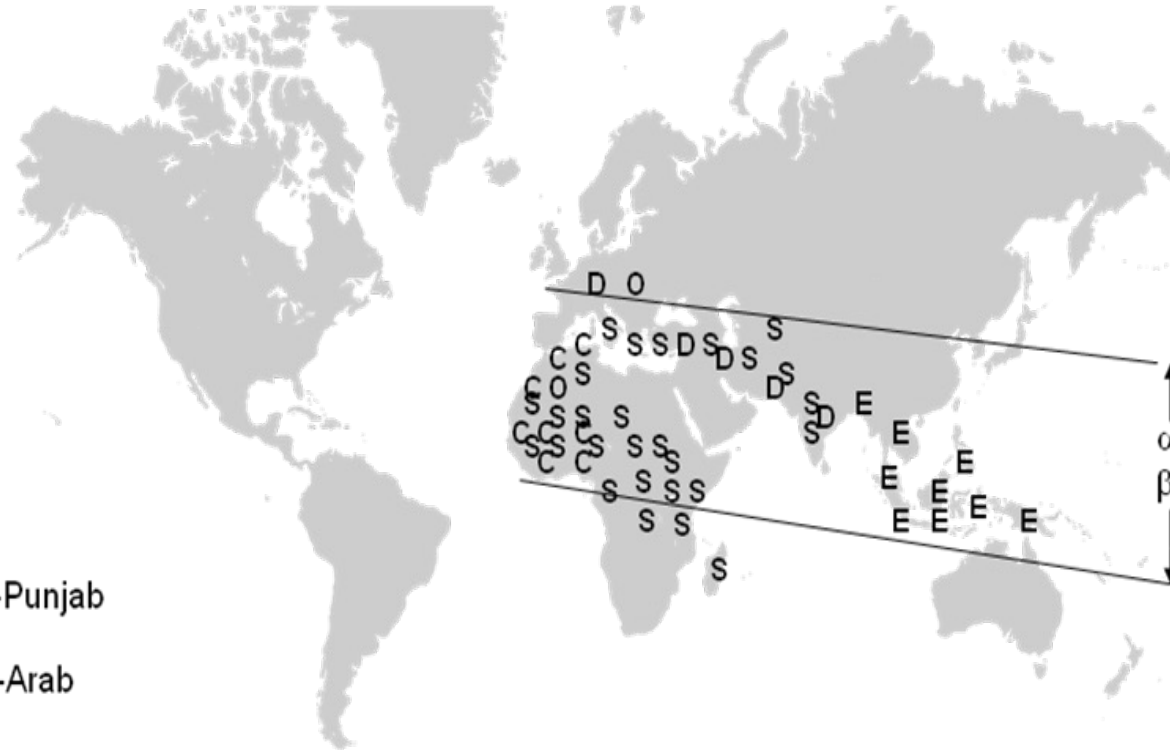 D O
S S
C C S S D S D S
C O S S D
S S S S S D E
C C C S S E
S S S S S S E
C C S S S S E E E
S S E E E
S
α
β
-Punjab
-Arab